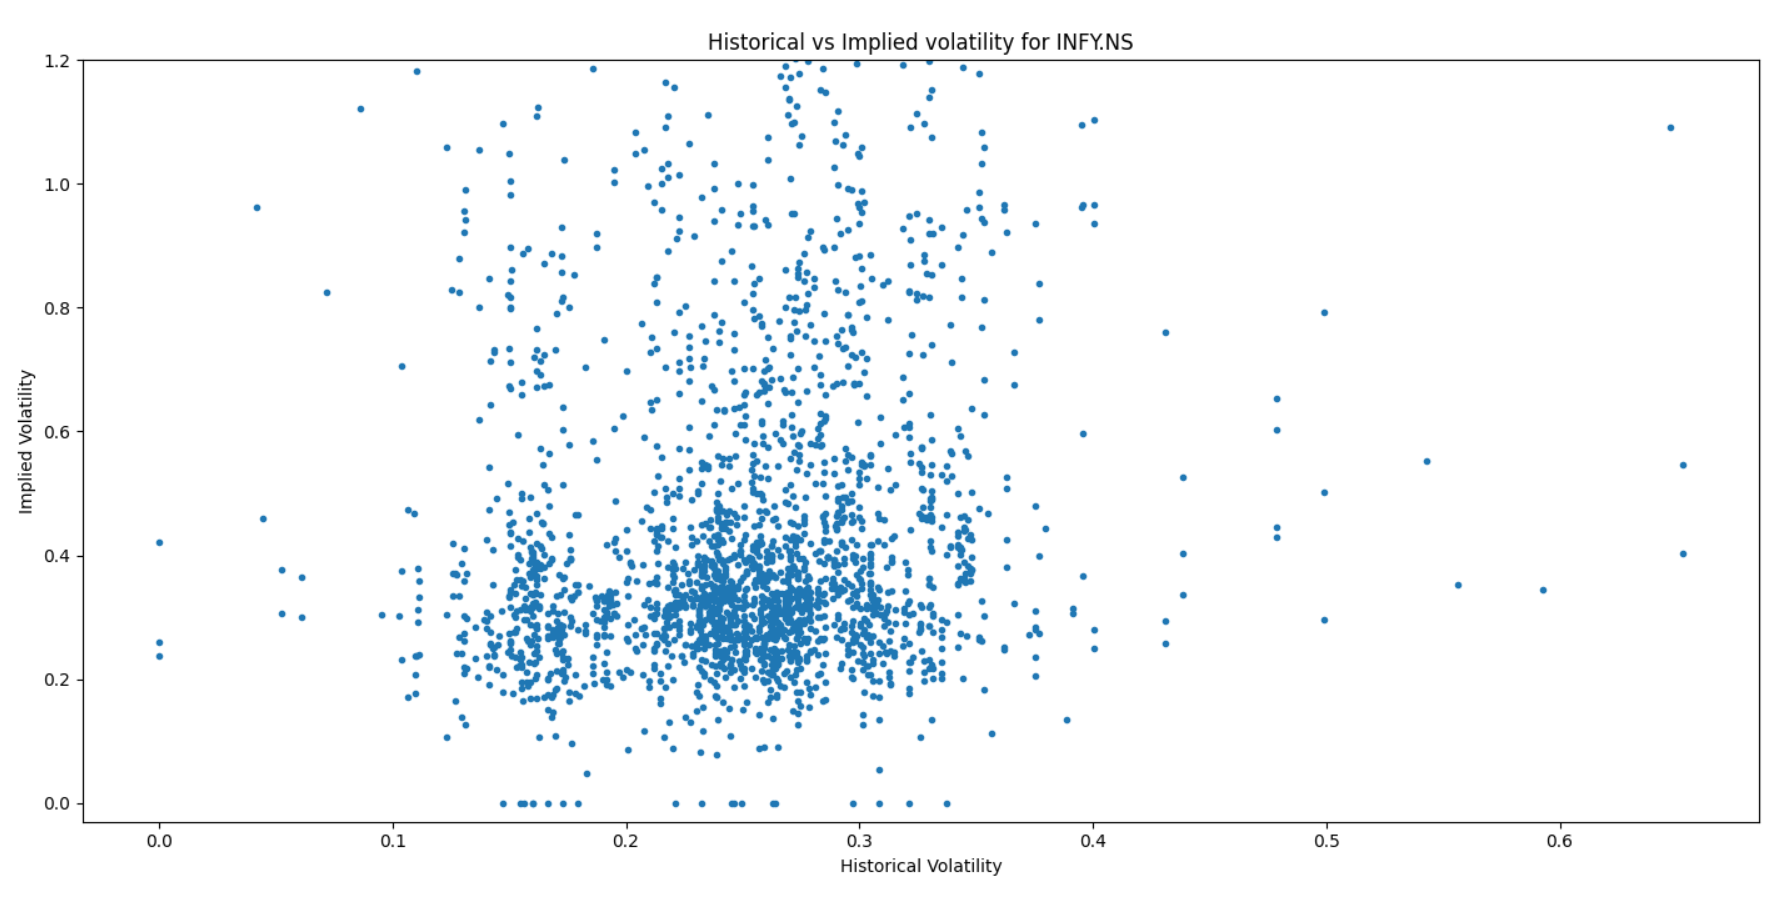 Historical vs Implied volatility for INFY.NS
1.2
1.0
0.8
0.6
0.4
0.2
0.0
Implied Volatility
0.0 0.1 0.2 0.3 0.4 0.5 0.6
Historical Volatility